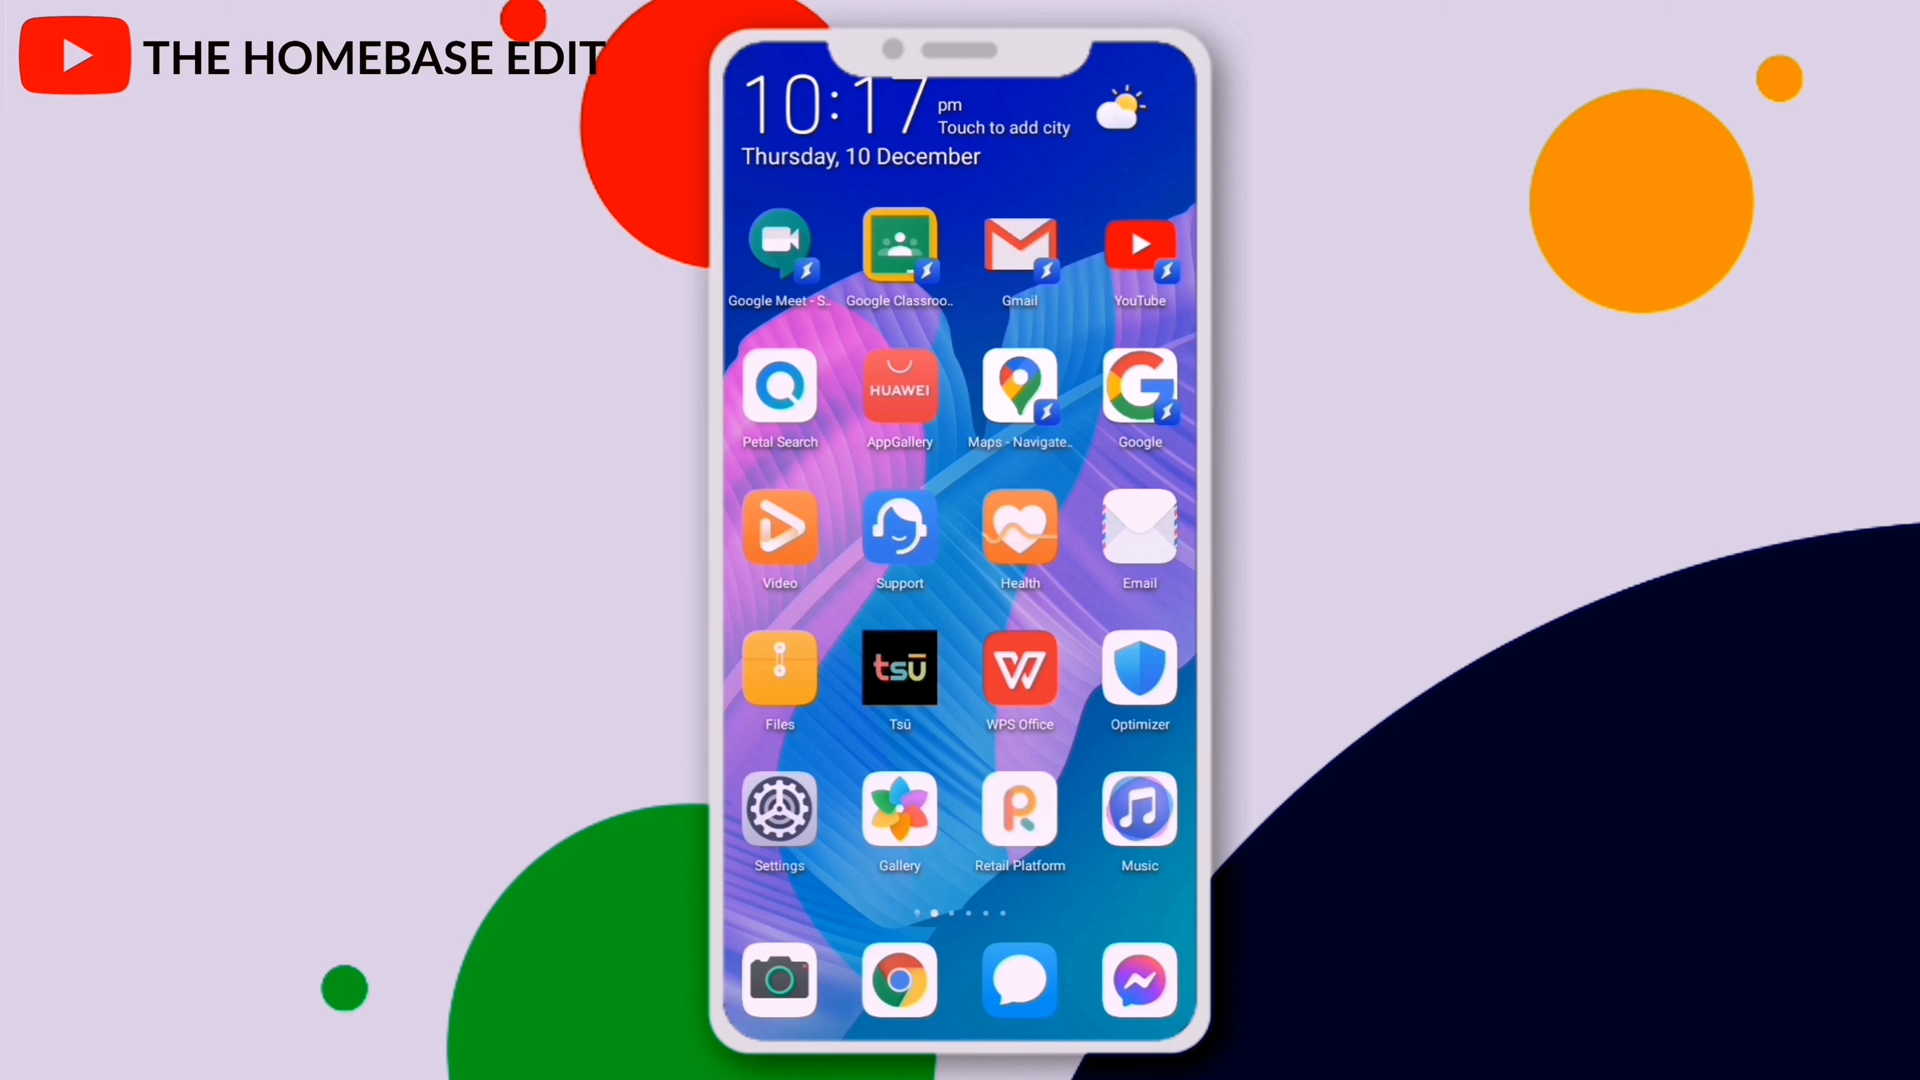 THE HOMEBASE EDIT
10:17 pm
Touch to add city
Thursday, 10 December
Google Meet - S..
Google Classroo..
Gmail
YouTube
Petal Search
HUAWEI
AppGallery
Maps - Navigate..
Google
Video
Support
Health
Email
Files
tsū
Tsū
WPS Office
Optimizer
Settings
Gallery
Retail Platform
Music